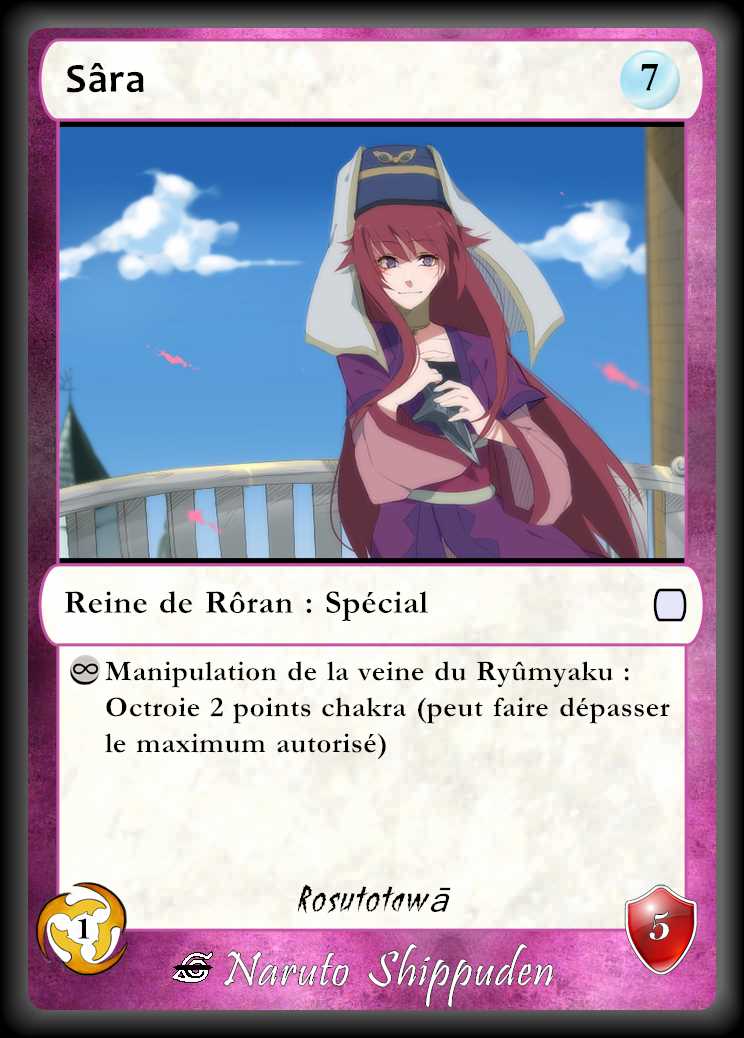 Sâra
7
Reine de Rôran : Spécial
∞ Manipulation de la veine du Ryûmyaku :
Octroie 2 points chakra (peut faire dépasser
le maximum autorisé)
Rosutotawā
1
5
Naruto Shippuden